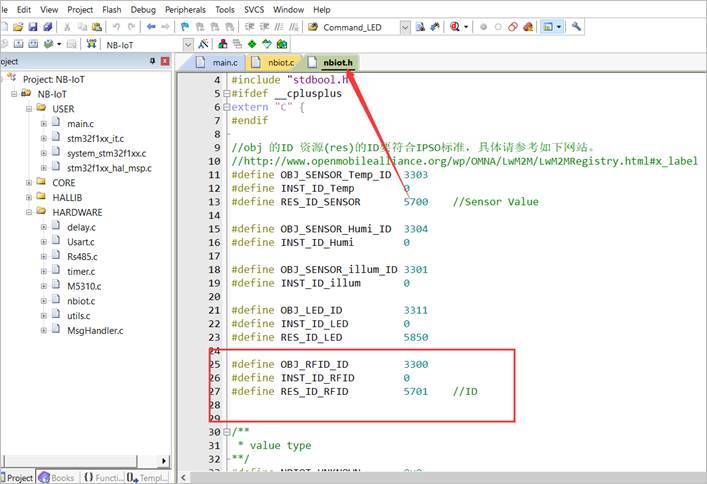 le Edit View Project Flash Debug Peripherals Tools SVCS Window Help
Command_LED
LOAD
NB-IoT
oject
main.c nbiot.c nbiot.h
Project: NB-IoT
NB-IoT
USER
main.c
stm32f1xx_it.c
system_stm32f1xx.c
stm32f1xx_hal_msp.c
CORE
HALLIB
HARDWARE
delay.c
Usart.c
Rs485.c
timer.c
M5310.c
nbiot.c
utils.c
MsgHandler.c
Project Books Functi... Templ...
4 #include "stdbool.h
5 #ifdef __cplusplus
6 extern "C" {
7 #endif
8
9 //obj 的ID 资源(res)的ID要符合IPSO标准，具体请参考如下网站。
10 //http://www.openmobilealliance.org/wp/OMNA/LwM2M/LwM2MRegistry.html#x_label
11 #define OBJ_SENSOR_Temp_ID 3303
12 #define INST_ID_Temp 0
13 #define RES_ID_SENSOR 5700 //Sensor Value
14
15 #define OBJ_SENSOR_Humi_ID 3304
16 #define INST_ID_Humi 0
17
18 #define OBJ_SENSOR_illum_ID 3301
19 #define INST_ID_illum 0
20
21 #define OBJ_LED_ID 3311
22 #define INST_ID_LED 0
23 #define RES_ID_LED 5850
24
25 #define OBJ_RFID_ID 3300
26 #define INST_ID_RFID 0
27 #define RES_ID_RFID 5701 //ID
28
29
30 /**
31 * value type
32 **/